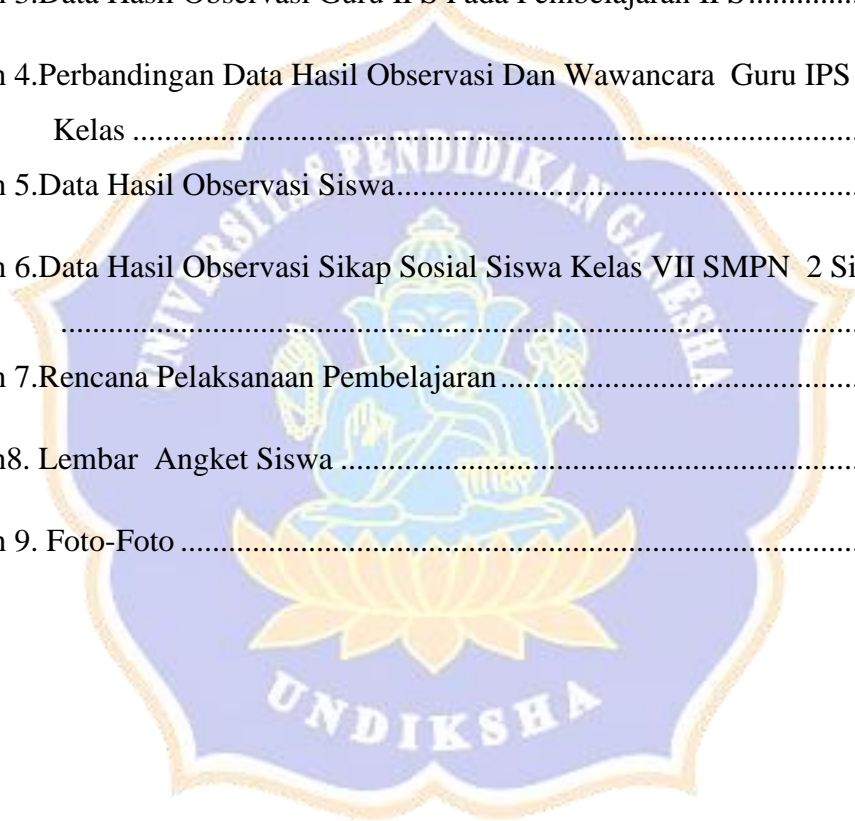 n 3.Data Hasil Observasi Guru IPS Pada Pembelajaran IPS..............
n 4.Perbandingan Data Hasil Observasi Dan Wawancara Guru IPS
Kelas ..............................................................................................
n 5.Data Hasil Observasi Siswa............................................................
n 6.Data Hasil Observasi Sikap Sosial Siswa Kelas VII SMPN 2 Si
.......................................................................................................
n 7.Rencana Pelaksanaan Pembelajaran ..............................................
n8. Lembar Angket Siswa ..................................................................
n 9. Foto-Foto ......................................................................................
UNIVERSITAS PENDIDIKAN GANESHA
UNDIKSHA